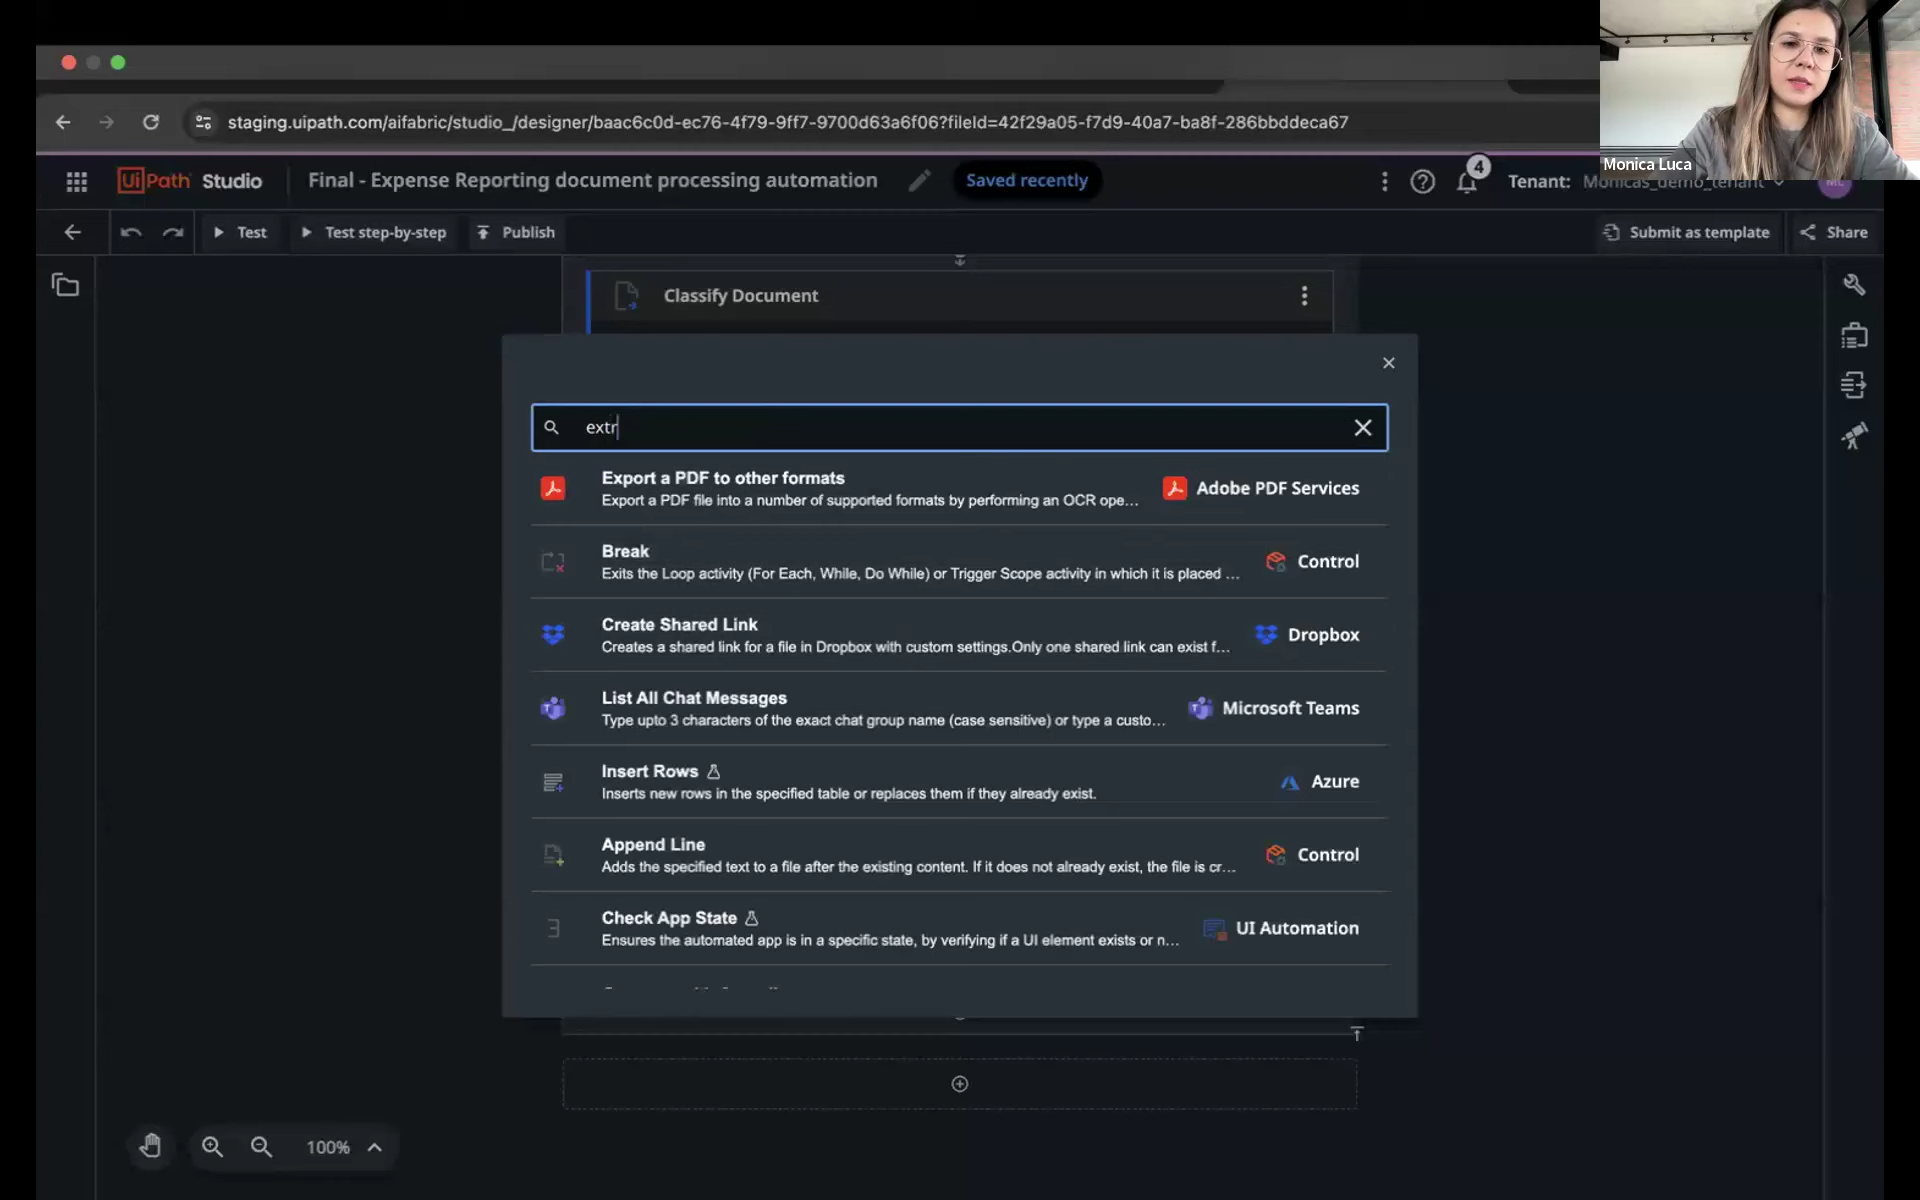 Monica Luca
staging.uipath.com/aifabric/studio_/designer/baac6c0d-ec76-4f79-9ff7-9700d63a6f06?fileId=42f29a05-f7d9-40a7-ba8f-286bbddeca67
UiPath Studio
Final - Expense Reporting document processing automation
Saved recently
4
Tenant: Monicas_demo_tenant
Test
Test step-by-step
Publish
Submit as template
Share
Classify Document
extr
Export a PDF to other formats
Export a PDF file into a number of supported formats by performing an OCR ope...
Adobe PDF Services
Break
Exits the Loop activity (For Each, While, Do While) or Trigger Scope activity in which it is placed ...
Control
Create Shared Link
Creates a shared link for a file in Dropbox with custom settings.Only one shared link can exist f...
Dropbox
List All Chat Messages
Type upto 3 characters of the exact chat group name (case sensitive) or type a custo...
Microsoft Teams
Insert Rows
Inserts new rows in the specified table or replaces them if they already exist.
Azure
Append Line
Adds the specified text to a file after the existing content. If it does not already exist, the file is cr...
Control
Check App State
Ensures the automated app is in a specific state, by verifying if a UI element exists or n...
UI Automation
100%